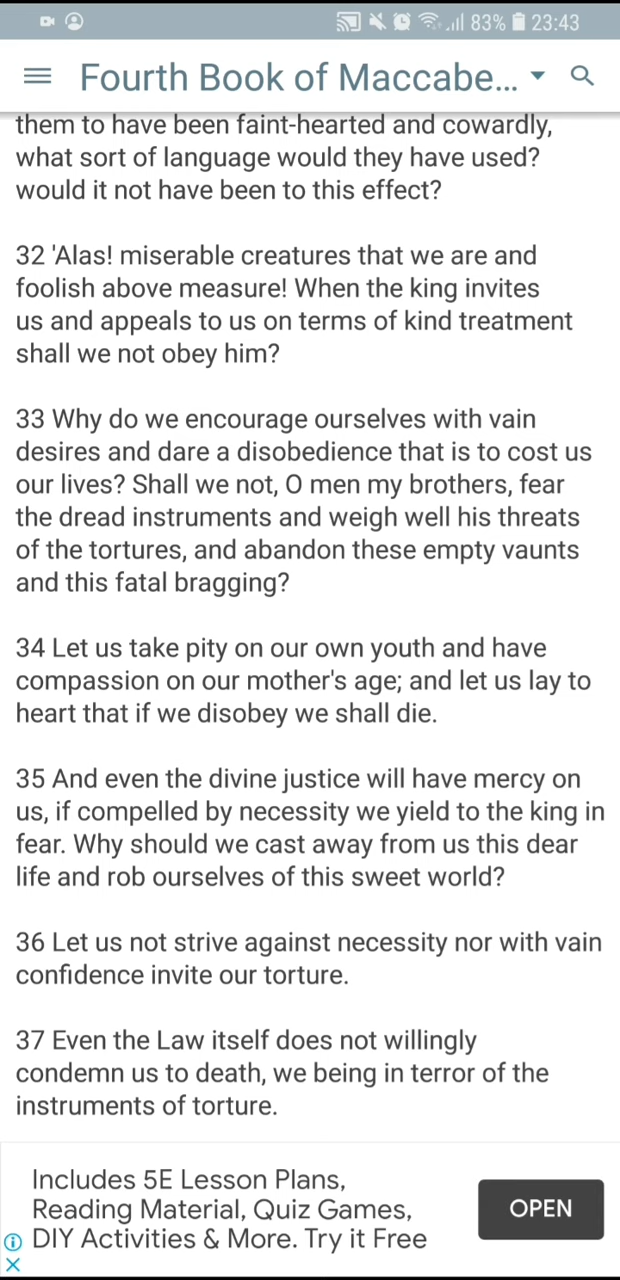 83% 23:43
Fourth Book of Maccabe...
them to have been faint-hearted and cowardly,
what sort of language would they have used?
would it not have been to this effect?
32 'Alas! miserable creatures that we are and
foolish above measure! When the king invites
us and appeals to us on terms of kind treatment
shall we not obey him?
33 Why do we encourage ourselves with vain
desires and dare a disobedience that is to cost us
our lives? Shall we not, O men my brothers, fear
the dread instruments and weigh well his threats
of the tortures, and abandon these empty vaunts
and this fatal bragging?
34 Let us take pity on our own youth and have
compassion on our mother's age; and let us lay to
heart that if we disobey we shall die.
35 And even the divine justice will have mercy on
us, if compelled by necessity we yield to the king in
fear. Why should we cast away from us this dear
life and rob ourselves of this sweet world?
36 Let us not strive against necessity nor with vain
confidence invite our torture.
37 Even the Law itself does not willingly
condemn us to death, we being in terror of the
instruments of torture.
Includes 5E Lesson Plans,
Reading Material, Quiz Games,
DIY Activities & More. Try it Free
OPEN